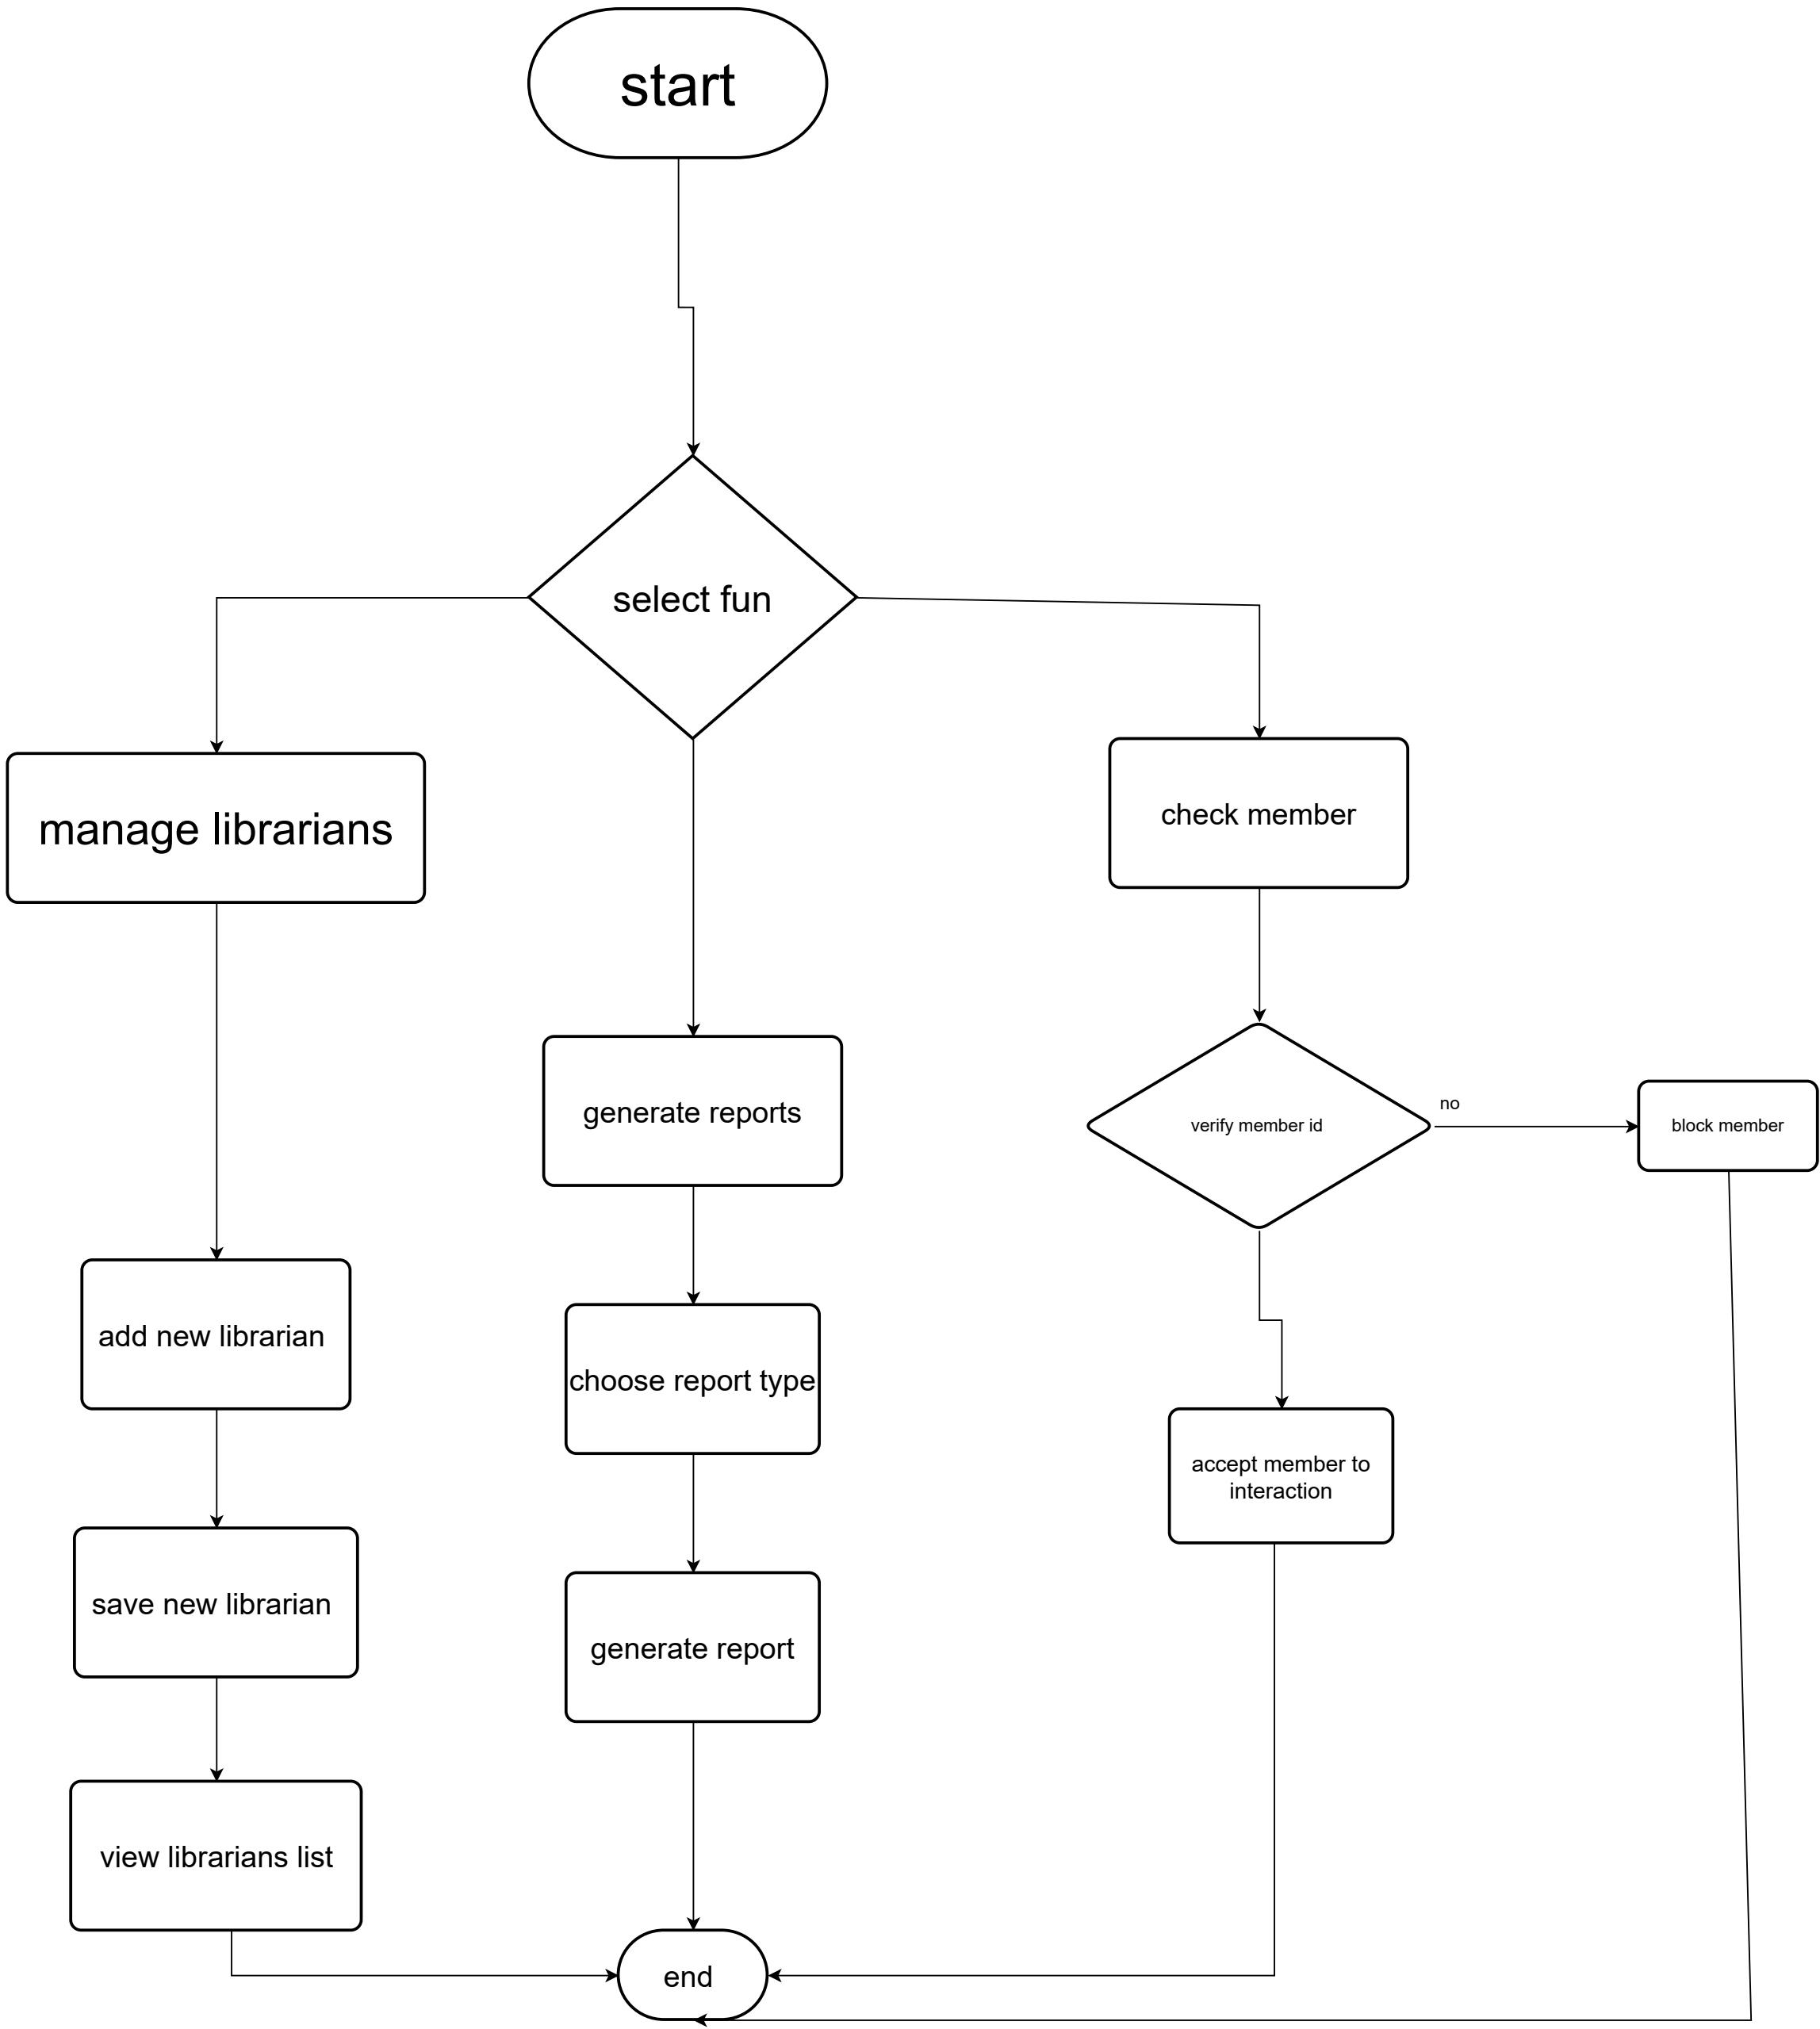 start
select fun
manage librarians
check member
generate reports
verify member id
no
block member
add new librarian
choose report type
accept member to
interaction
save new librarian
generate report
view librarians list
end